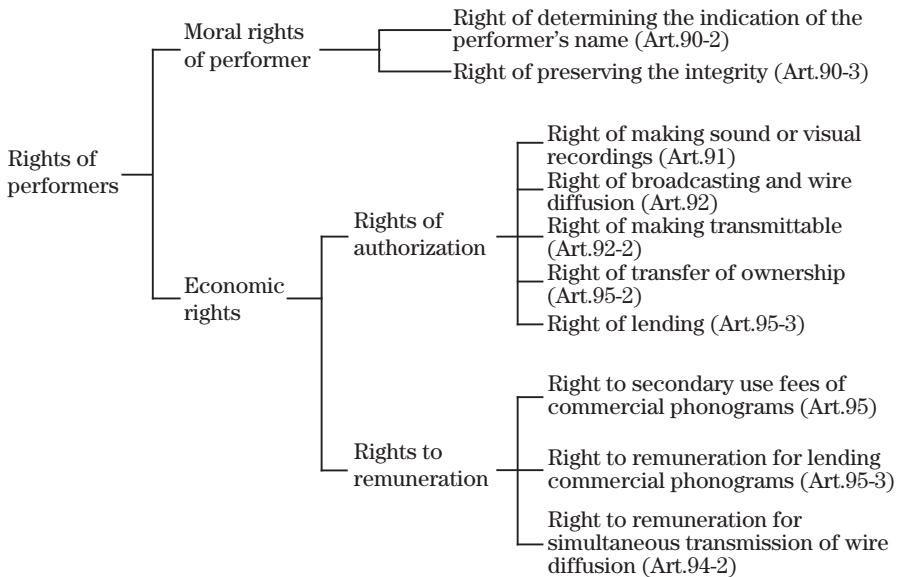 Rights of
performers
Moral rights
of performer
Right of determining the indication of the
performer's name (Art.90-2)
Right of preserving the integrity (Art.90-3)
Economic
rights
Rights of
authorization
Right of making sound or visual
recordings (Art.91)
Right of broadcasting and wire
diffusion (Art.92)
Right of making transmittable
(Art.92-2)
Right of transfer of ownership
(Art.95-2)
Right of lending (Art.95-3)
Rights to
remuneration
Right to secondary use fees of
commercial phonograms (Art.95)
Right to remuneration for lending
commercial phonograms (Art.95-3)
Right to remuneration for
simultaneous transmission of wire
diffusion (Art.94-2)